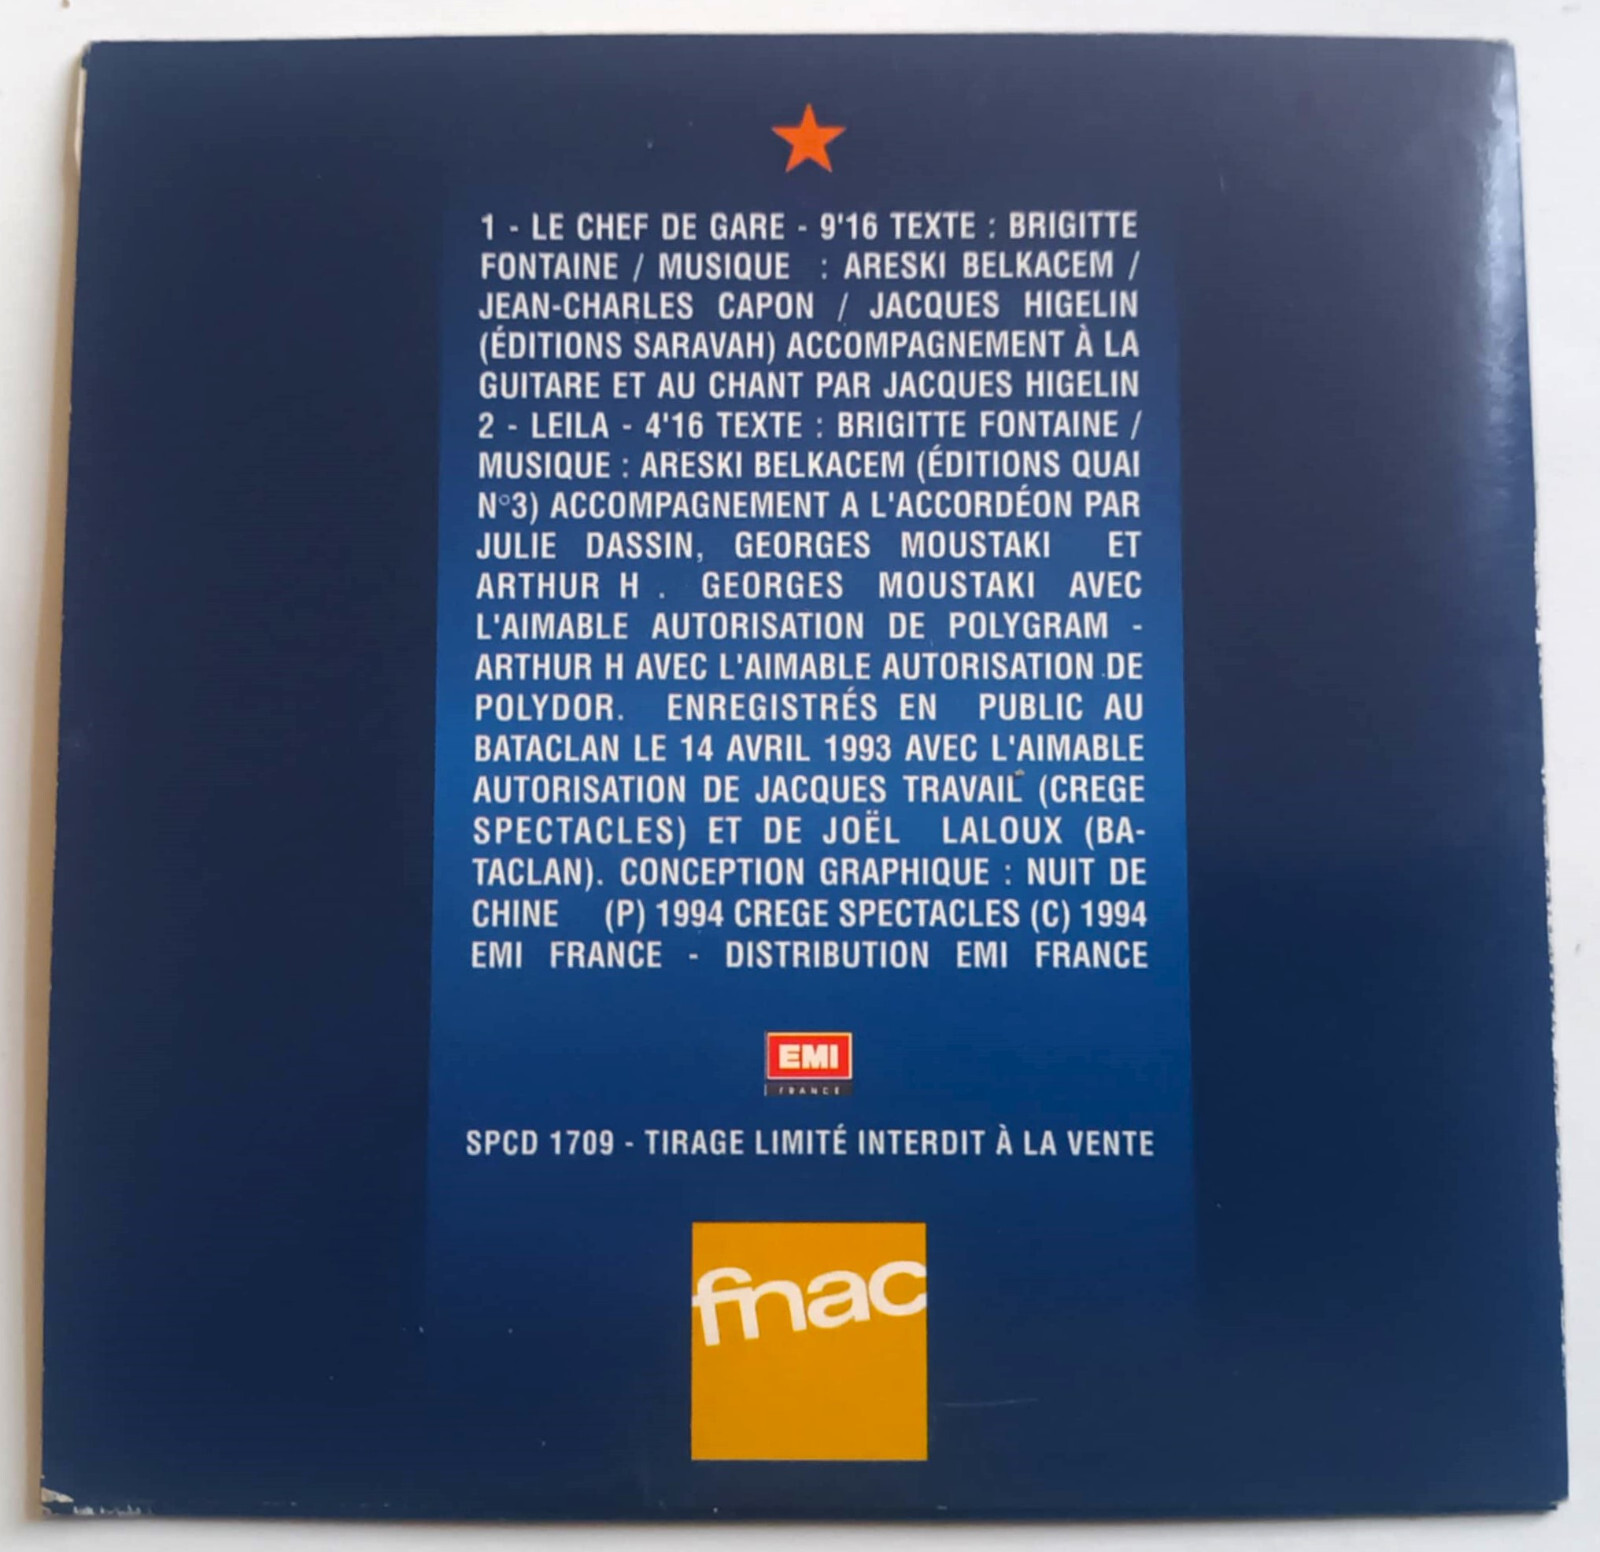 1 - LE CHEF DE GARE - 9'16 TEXTE : BRIGITTE
FONTAINE / MUSIQUE : ARESKI BELKACEM /
JEAN-CHARLES CAPON / JACQUES HIGELIN
(ÉDITIONS SARAVAH) ACCOMPAGNEMENT À LA
GUITARE ET AU CHANT PAR JACQUES HIGELIN
2 - LEILA - 4'16 TEXTE : BRIGITTE FONTAINE /
MUSIQUE : ARESKI BELKACEM (ÉDITIONS QUAI
N°3) ACCOMPAGNEMENT A L'ACCORDÉON PAR
JULIE DASSIN, GEORGES MOUSTAKI ET
ARTHUR H . GEORGES MOUSTAKI AVEC
L'AIMABLE AUTORISATION DE POLYGRAM -
ARTHUR H AVEC L'AIMABLE AUTORISATION DE
POLYDOR. ENREGISTRÉS EN PUBLIC AU
BATACLAN LE 14 AVRIL 1993 AVEC L'AIMABLE
AUTORISATION DE JACQUES TRAVAIL (CREGE
SPECTACLES) ET DE JOËL LALOUX (BA-
TACLAN). CONCEPTION GRAPHIQUE : NUIT DE
CHINE (P) 1994 CREGE SPECTACLES (C) 1994
EMI FRANCE - DISTRIBUTION EMI FRANCE
EMI
FRANCE
SPCD 1709 - TIRAGE LIMITÉ INTERDIT À LA VENTE
fnac